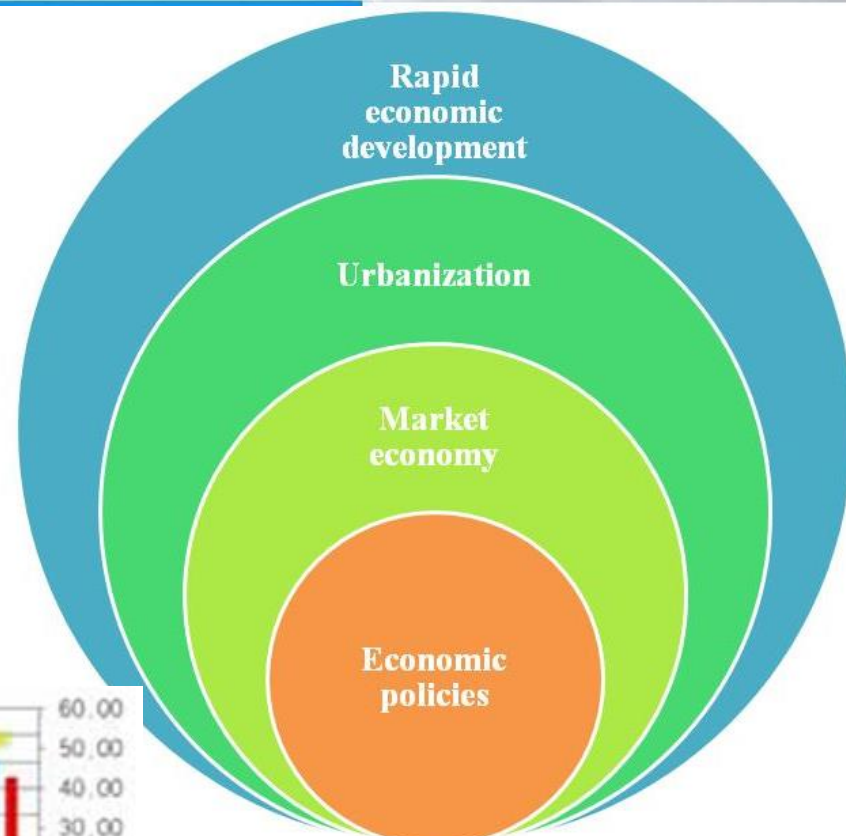 Rapid
economic
development
Urbanization
Market
economy
Economic
policies
60.00
50.00
40.00
30.00